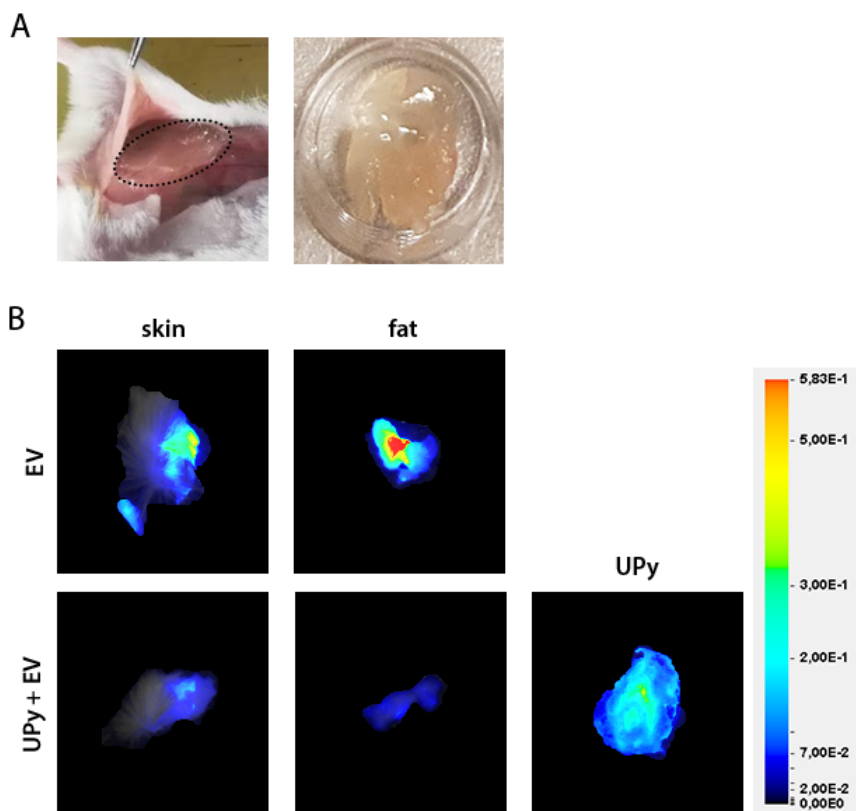 A
B
skin
fat
EV
UPy
UPy + EV
5,83E-1
5,00E-1
3,00E-1
2,00E-1
7,00E-2
2,00E-2
0,00E0